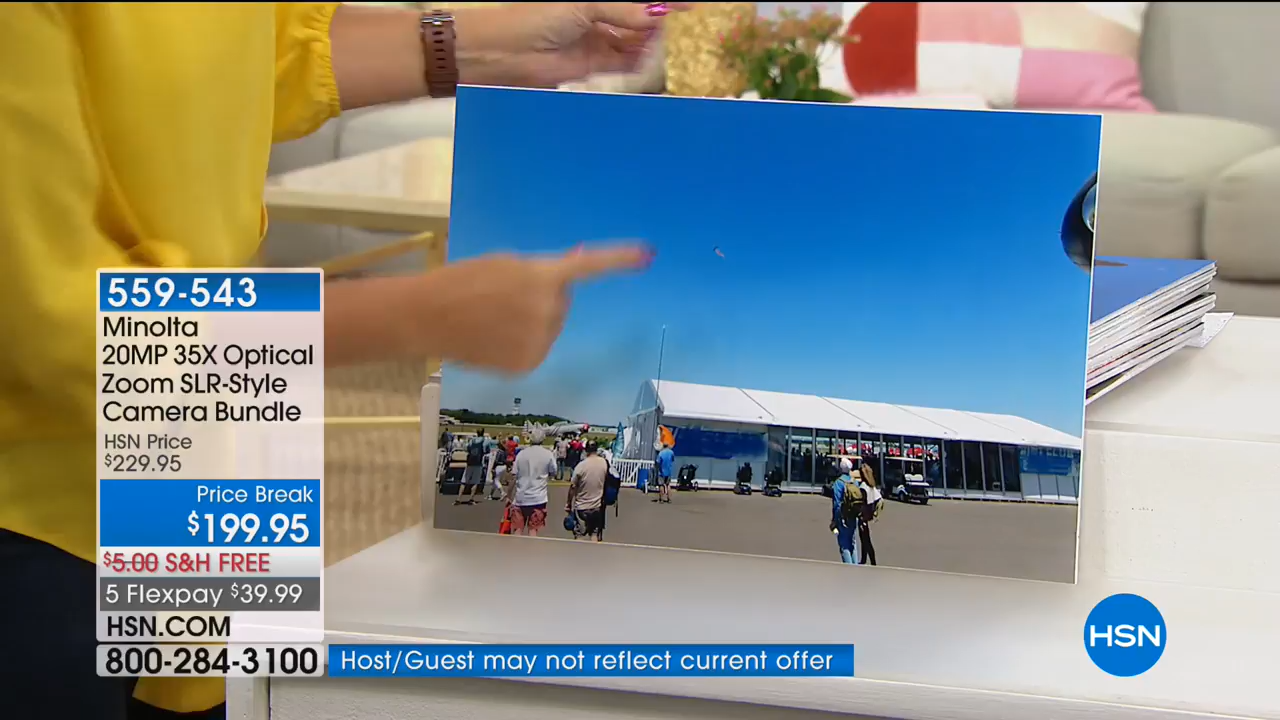 559-543
Minolta
20MP 35X Optical
Zoom SLR-Style
Camera Bundle
HSN Price
$229.95
Price Break
$199.95
$5.00 S&H FREE
5 Flexpay $39.99
HSN.COM
800-284-3100
Host/Guest may not reflect current offer
HSN